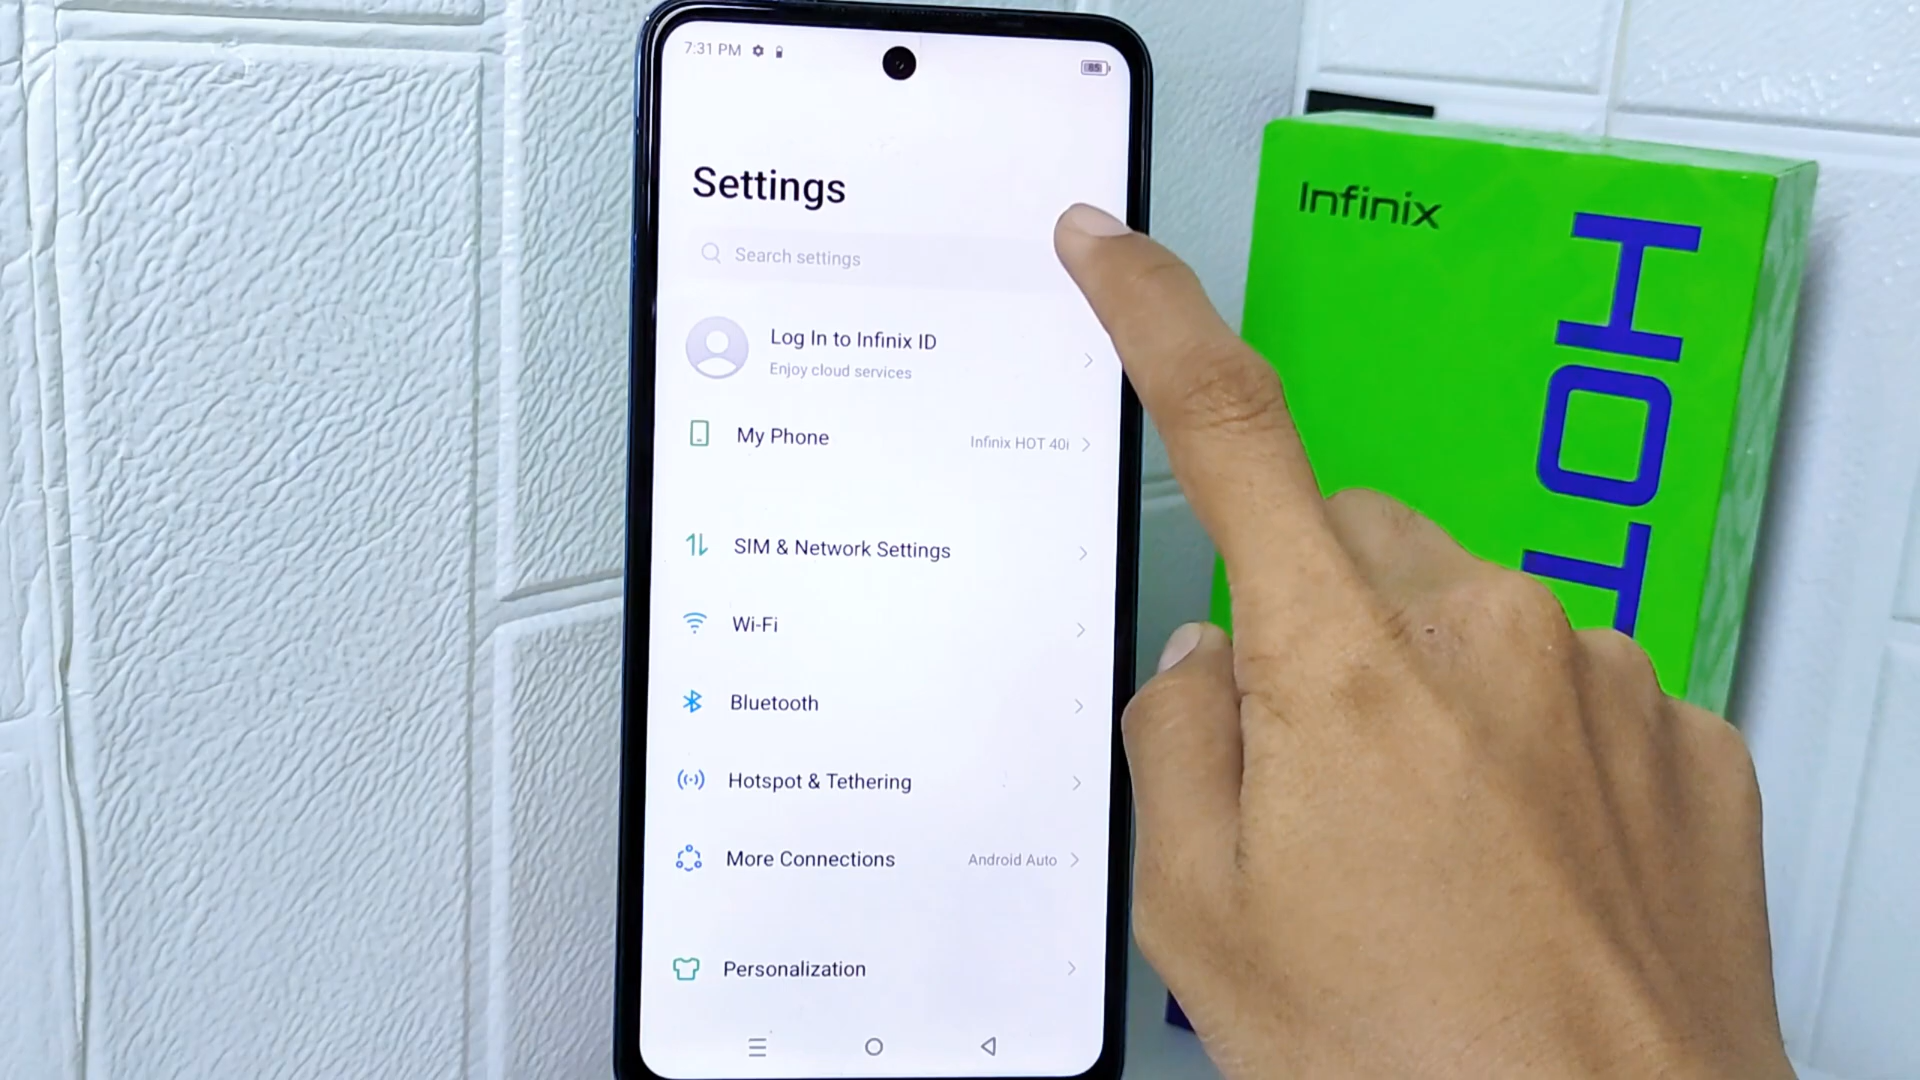 7:31 PM
85
Settings
Search settings
Log In to Infinix ID
Enjoy cloud services
My Phone
Infinix HOT 40i
SIM & Network Settings
Wi-Fi
Bluetooth
Hotspot & Tethering
More Connections
Android Auto
Personalization
Infinix
HOT